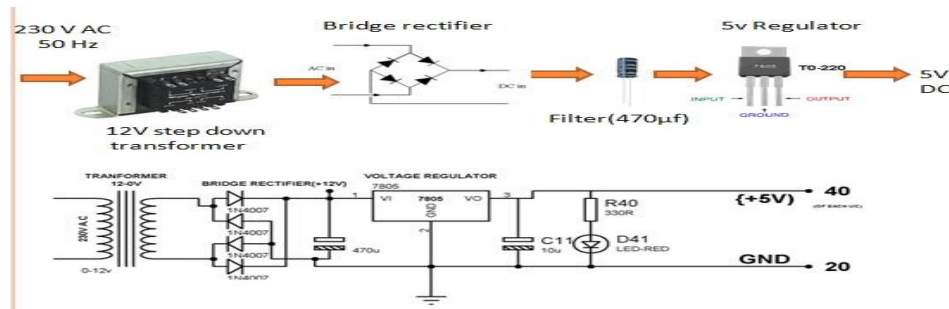 230 V AC
50 Hz
Bridge rectifier
5v Regulator
AC in
DC in
7805
TO-220
INPUT
OUTPUT
GROUND
5V
DC
12V step down
transformer
Filter(470µf)
TRANFORMER
12-0V
BRIDGE RECTIFIER(+12V)
VOLTAGE REGULATOR
7805
230V A.C
0-12v
1N4007
1N4007
1N4007
1N4007
470u
1
VI
7805
GND
VO
3
2
C11
10u
R40
330R
D41
LED-RED
{+5V)
40
GND
20